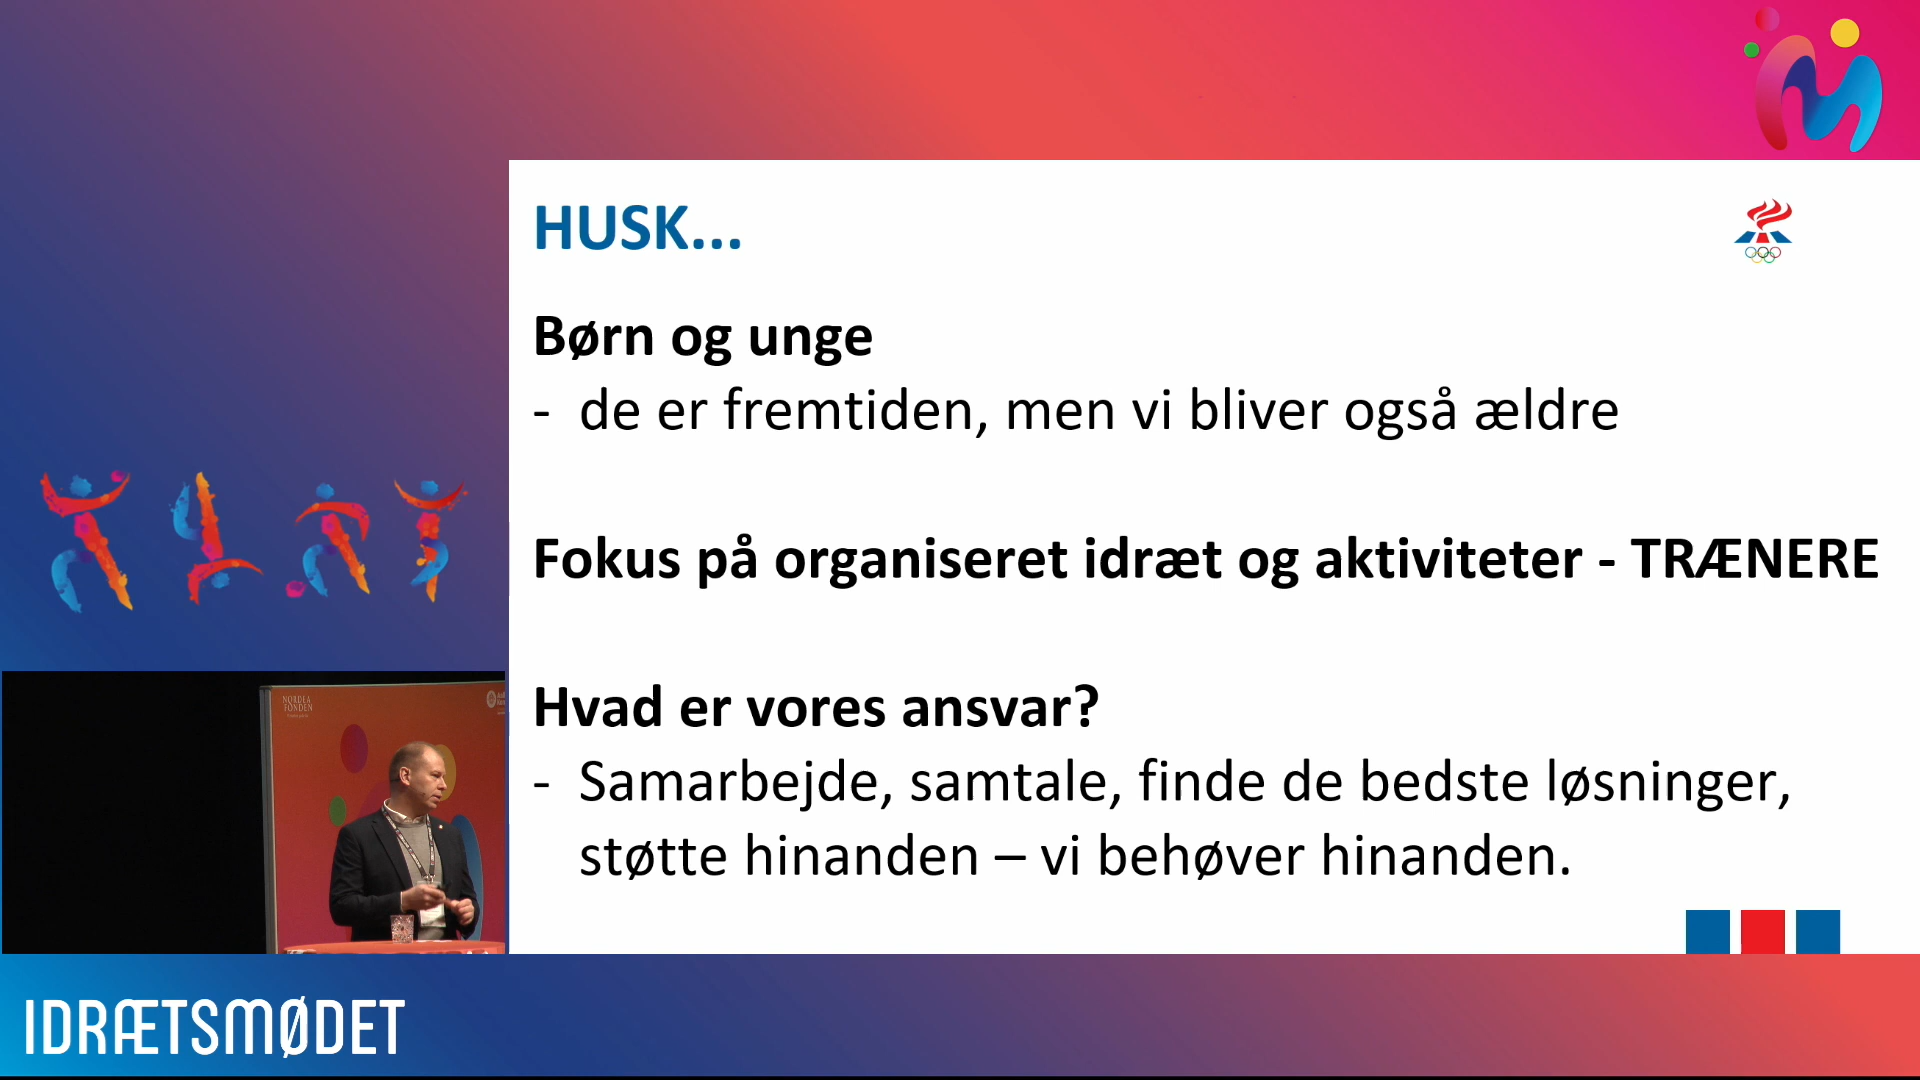 HUSK...
Børn og unge
- de er fremtiden, men vi bliver også ældre
Fokus på organiseret idræt og aktiviteter - TRÆNERE
Hvad er vores ansvar?
- Samarbejde, samtale, finde de bedste løsninger,
støtte hinanden – vi behøver hinanden.
NORDEA
FONDEN
IDRÆTSMØDET